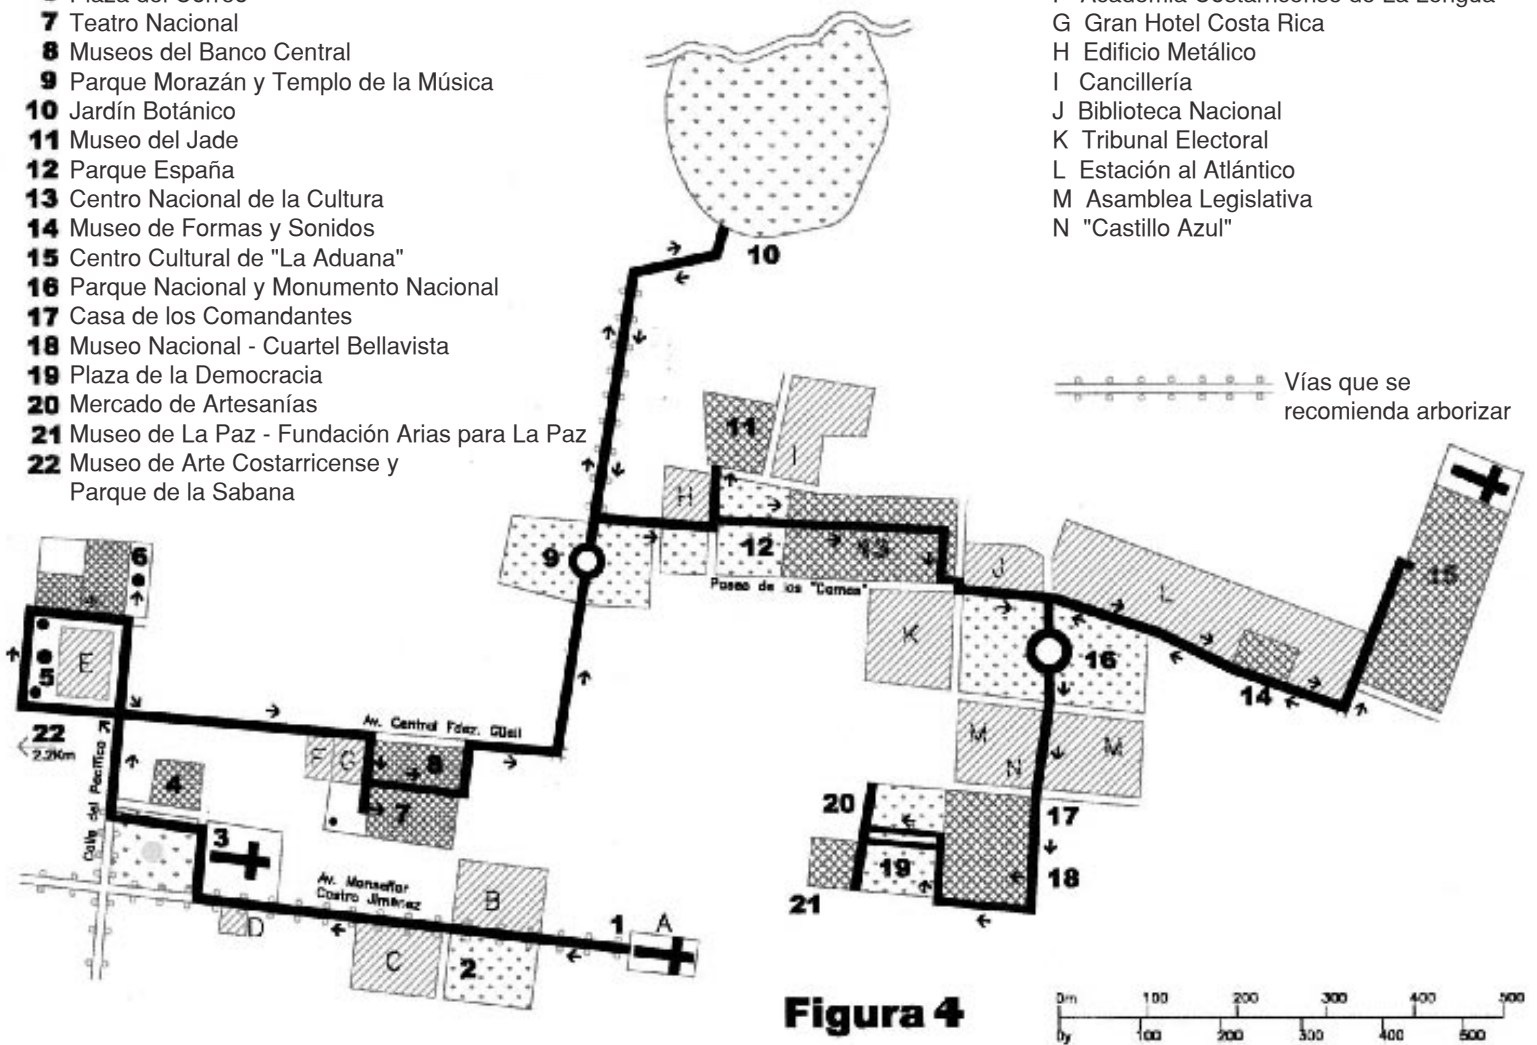 7 Teatro Nacional
8 Museos del Banco Central
9 Parque Morazán y Templo de la Música
10 Jardín Botánico
11 Museo del Jade
12 Parque España
13 Centro Nacional de la Cultura
14 Museo de Formas y Sonidos
15 Centro Cultural de "La Aduana"
16 Parque Nacional y Monumento Nacional
17 Casa de los Comandantes
18 Museo Nacional - Cuartel Bellavista
19 Plaza de la Democracia
20 Mercado de Artesanías
21 Museo de La Paz - Fundación Arias para La Paz
22 Museo de Arte Costarricense y
Parque de la Sabana
G Gran Hotel Costa Rica
H Edificio Metálico
I Cancillería
J Biblioteca Nacional
K Tribunal Electoral
L Estación al Atlántico
M Asamblea Legislativa
N "Castillo Azul"
Vías que se
recomienda arborizar
10
11
I
H
9
12
13
15
Paseo de los "Damas"
J
L
K
16
14
6
E
5
22
2.2Km
Av. Central Fdez. Güell
F
G
8
7
4
Calle del Pacífico
3
M
M
N
20
17
19
18
21
Av. Monseñor
Castro Jiménez
B
D
C
2
1
A
Figura 4
0m 100 200 300 400 500
0y 100 200 300 400 500